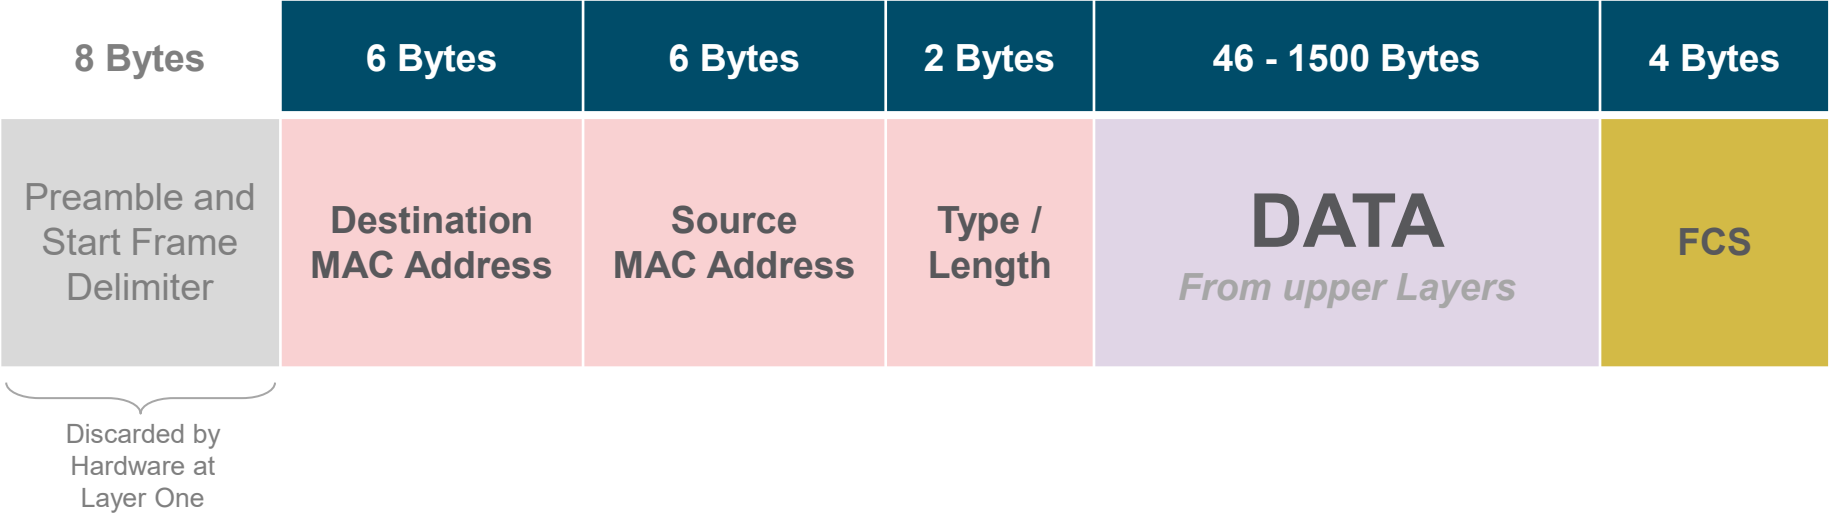 8 Bytes
6 Bytes
6 Bytes
2 Bytes
46 - 1500 Bytes
4 Bytes
Preamble and
Start Frame
Delimiter
Destination
MAC Address
Source
MAC Address
Type /
Length
DATA
From upper Layers
FCS
Discarded by
Hardware at
Layer One